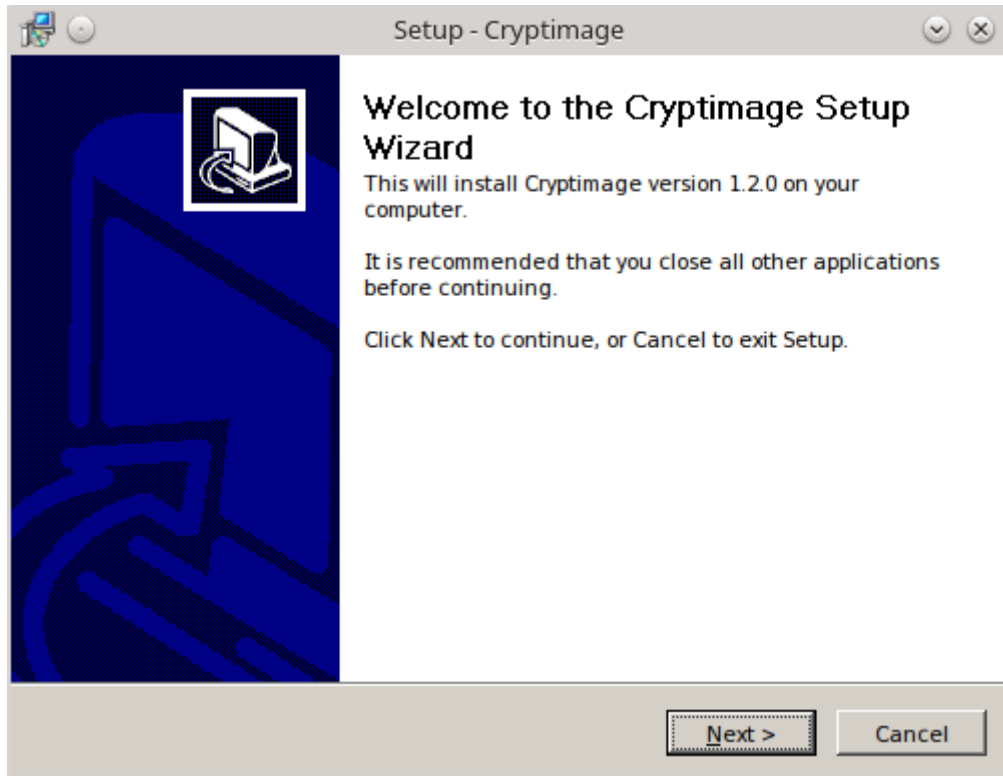 Setup - Cryptimage
Welcome to the Cryptimage Setup
Wizard
This will install Cryptimage version 1.2.0 on your
computer.
It is recommended that you close all other applications
before continuing.
Click Next to continue, or Cancel to exit Setup.
Next >
Cancel